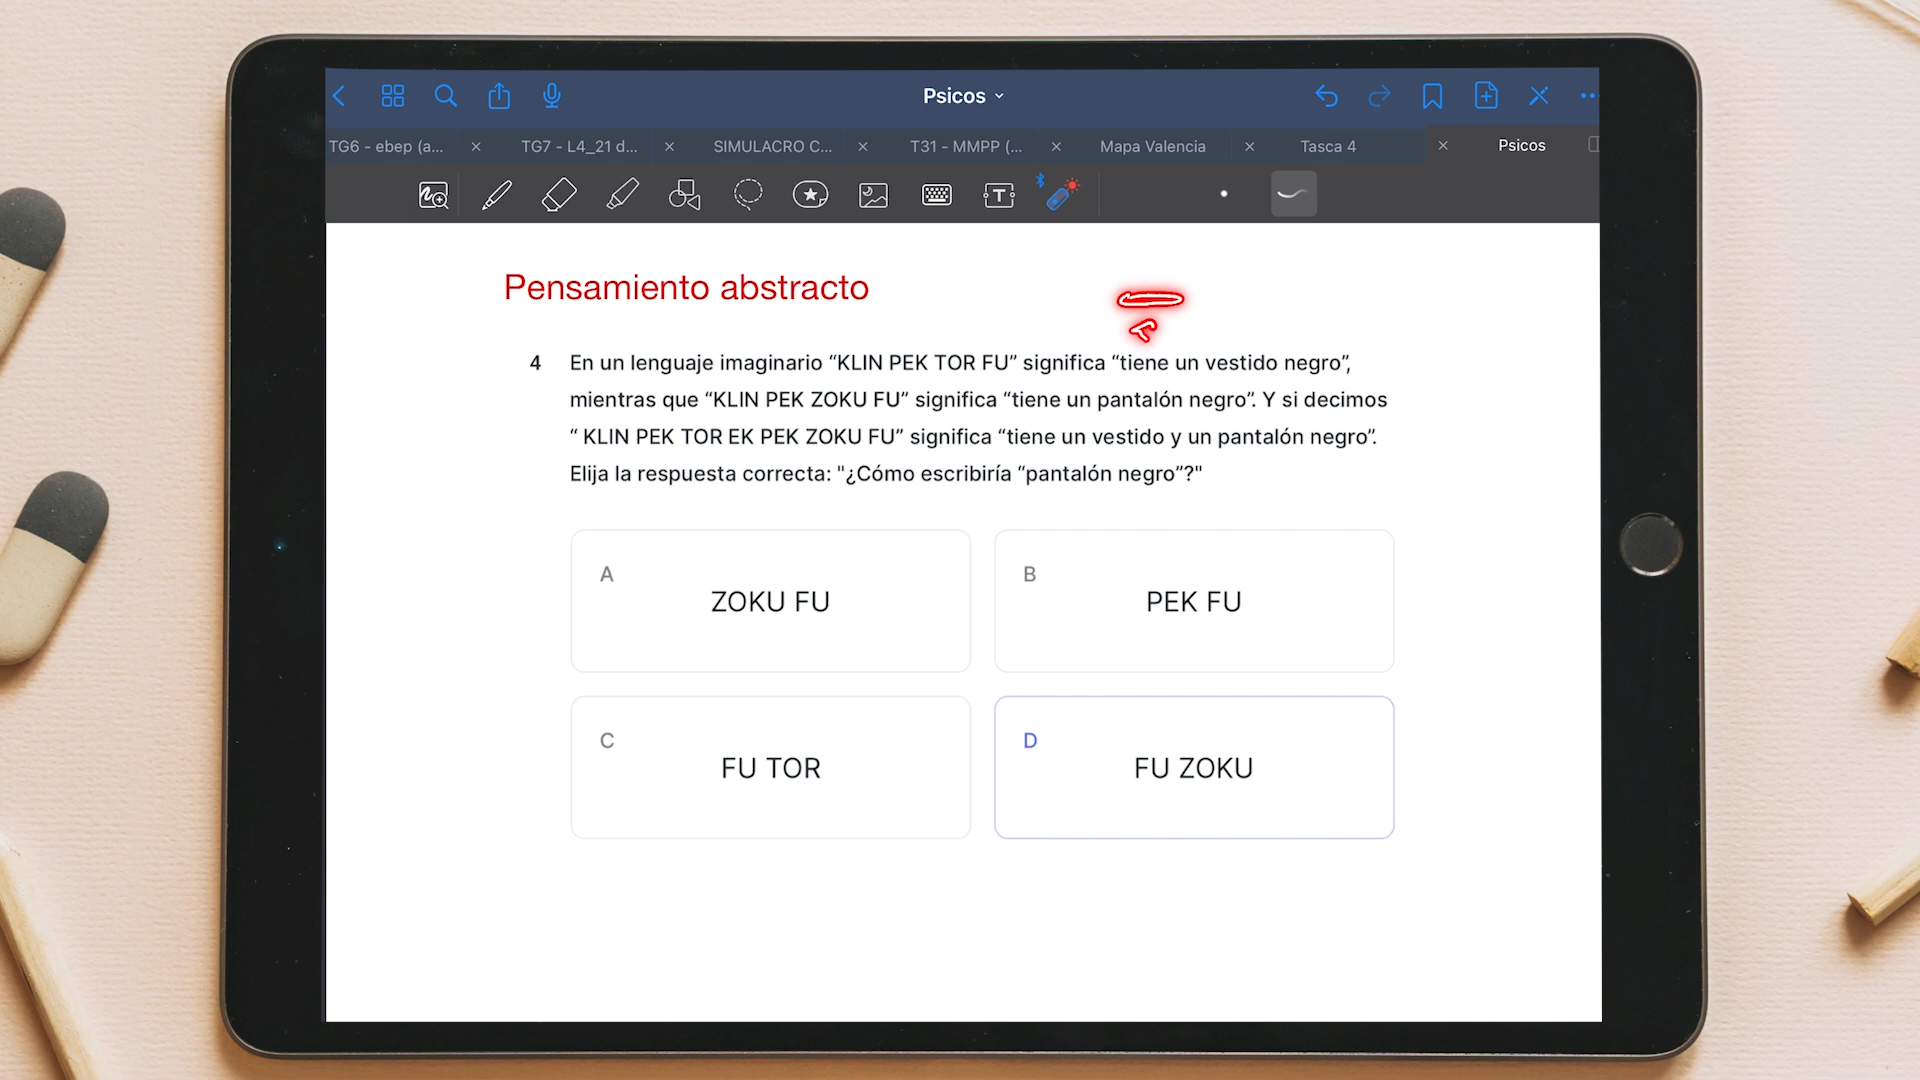 Psicos
TG6 - ebep (a...
TG7 - L4_21 d...
SIMULACRO C...
T31 - MMPP (...
Mapa Valencia
Tasca 4
Psicos
Pensamiento abstracto
4 En un lenguaje imaginario “KLIN PEK TOR FU” significa “tiene un vestido negro”,
mientras que “KLIN PEK ZOKU FU” significa “tiene un pantalón negro”. Y si decimos
“ KLIN PEK TOR EK PEK ZOKU FU” significa “tiene un vestido y un pantalón negro”.
Elija la respuesta correcta: "¿Cómo escribiría “pantalón negro”?"
A
ZOKU FU
B
PEK FU
C
FU TOR
D
FU ZOKU